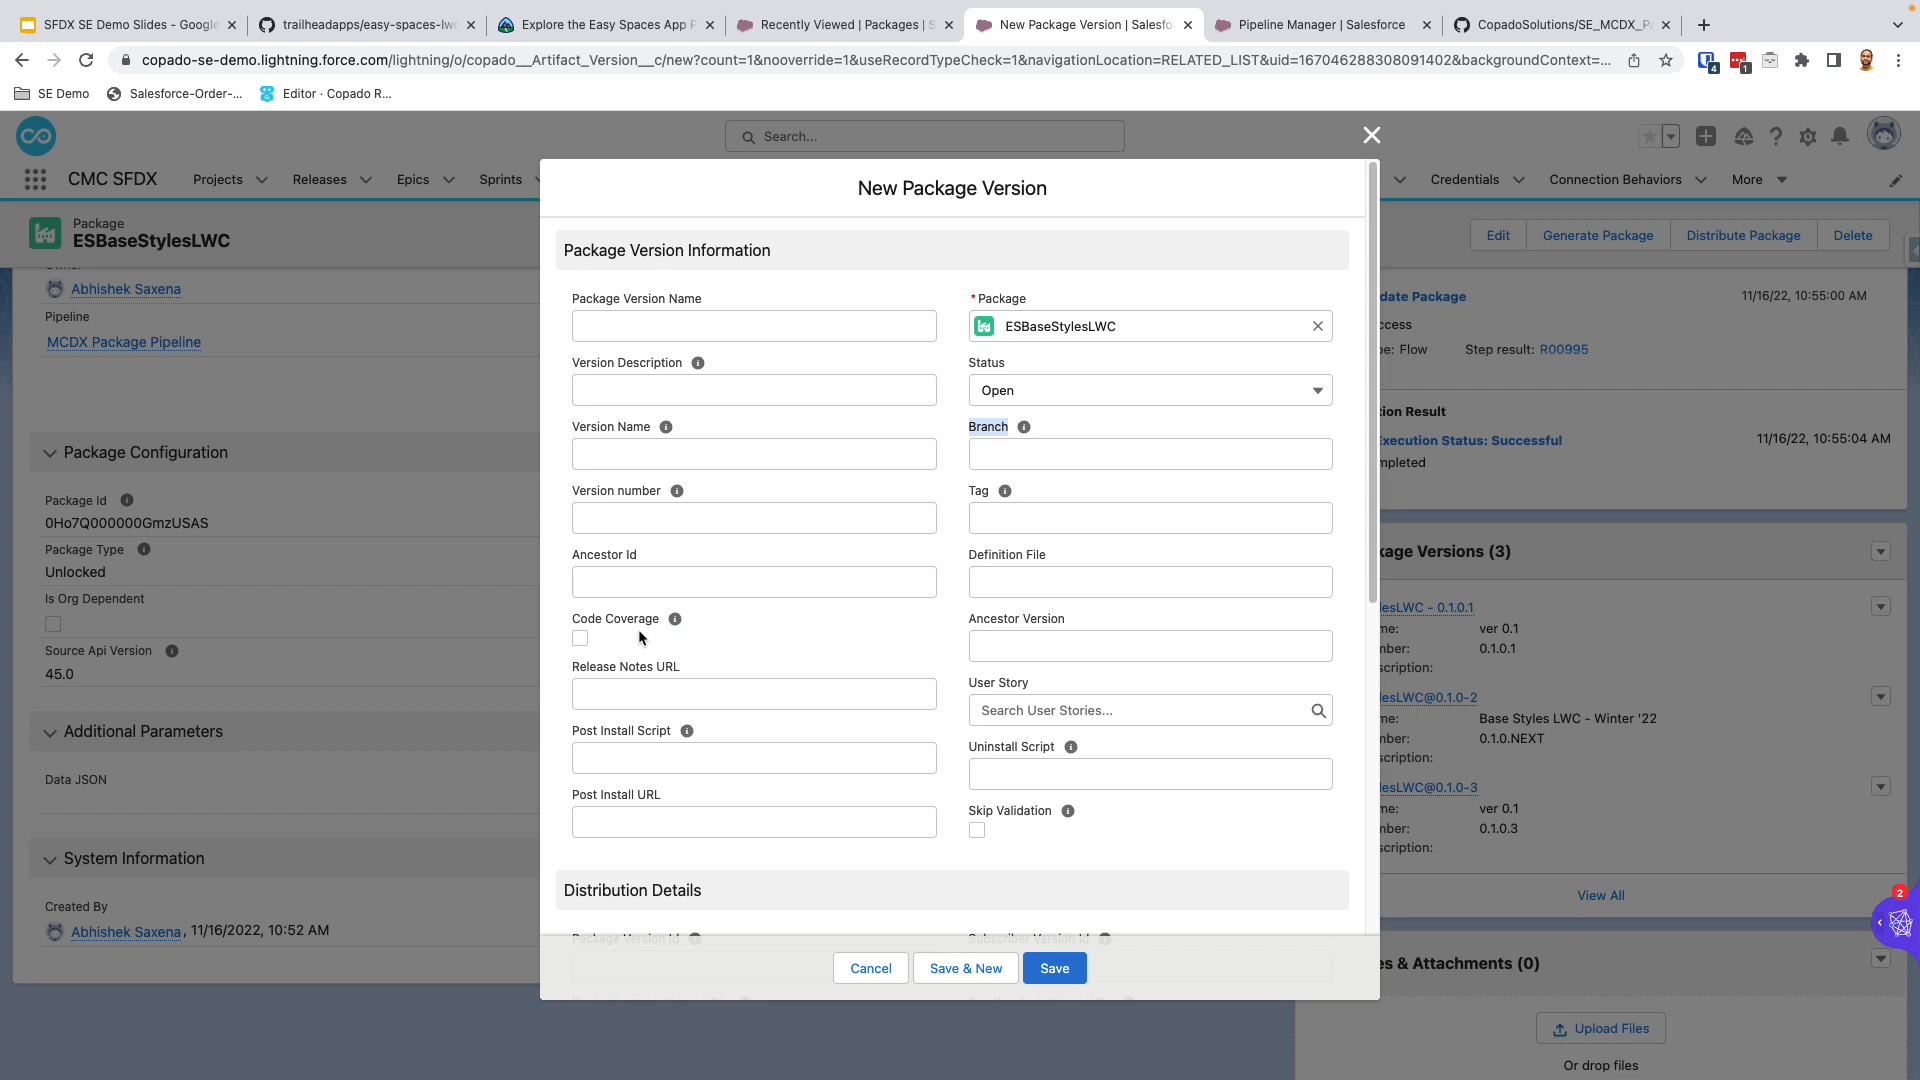 SFDX SE Demo Slides - Google
trailheadapps/easy-spaces-lwc
Explore the Easy Spaces App P
Recently Viewed | Packages | S
New Package Version | Salesfo
Pipeline Manager | Salesforce
CopadoSolutions/SE_MCDX_P
copado-se-demo.lightning.force.com/lightning/o/copado__Artifact_Version__c/new?count=1&nooverride=1&useRecordTypeCheck=1&navigationLocation=RELATED_LIST&uid=167046288308091402&backgroundContext=...
4
1
SE Demo
Salesforce-Order-...
Editor · Copado R...
Search...
CMC SFDX
Projects
Releases
Epics
Sprints
Credentials
Connection Behaviors
More
Package
ESBaseStylesLWC
Edit
Generate Package
Distribute Package
Delete
Abhishek Saxena
Pipeline
MCDX Package Pipeline
Package Configuration
Package Id
0Ho7Q000000GmzUSAS
Package Type
Unlocked
Is Org Dependent
Source Api Version
45.0
Additional Parameters
Data JSON
System Information
Created By
Abhishek Saxena, 11/16/2022, 10:52 AM
New Package Version
Package Version Information
Package Version Name
* Package
ESBaseStylesLWC
Version Description
Status
Open
Version Name
Branch
Version number
Tag
Ancestor Id
Definition File
Code Coverage
Ancestor Version
Release Notes URL
User Story
Search User Stories...
Post Install Script
Uninstall Script
Post Install URL
Skip Validation
Distribution Details
Package Version Id
Subscriber Version Id
Cancel
Save & New
Save
date Package
11/16/22, 10:55:00 AM
ccess
e: Flow
Step result: R00995
ion Result
Execution Status: Successful
11/16/22, 10:55:04 AM
mpleted
kage Versions (3)
lesLWC - 0.1.0.1
me:
ver 0.1
mber:
0.1.0.1
scription:
lesLWC@0.1.0-2
me:
Base Styles LWC - Winter '22
mber:
0.1.0.NEXT
scription:
lesLWC@0.1.0-3
me:
ver 0.1
mber:
0.1.0.3
scription:
View All
2
es & Attachments (0)
Upload Files
Or drop files